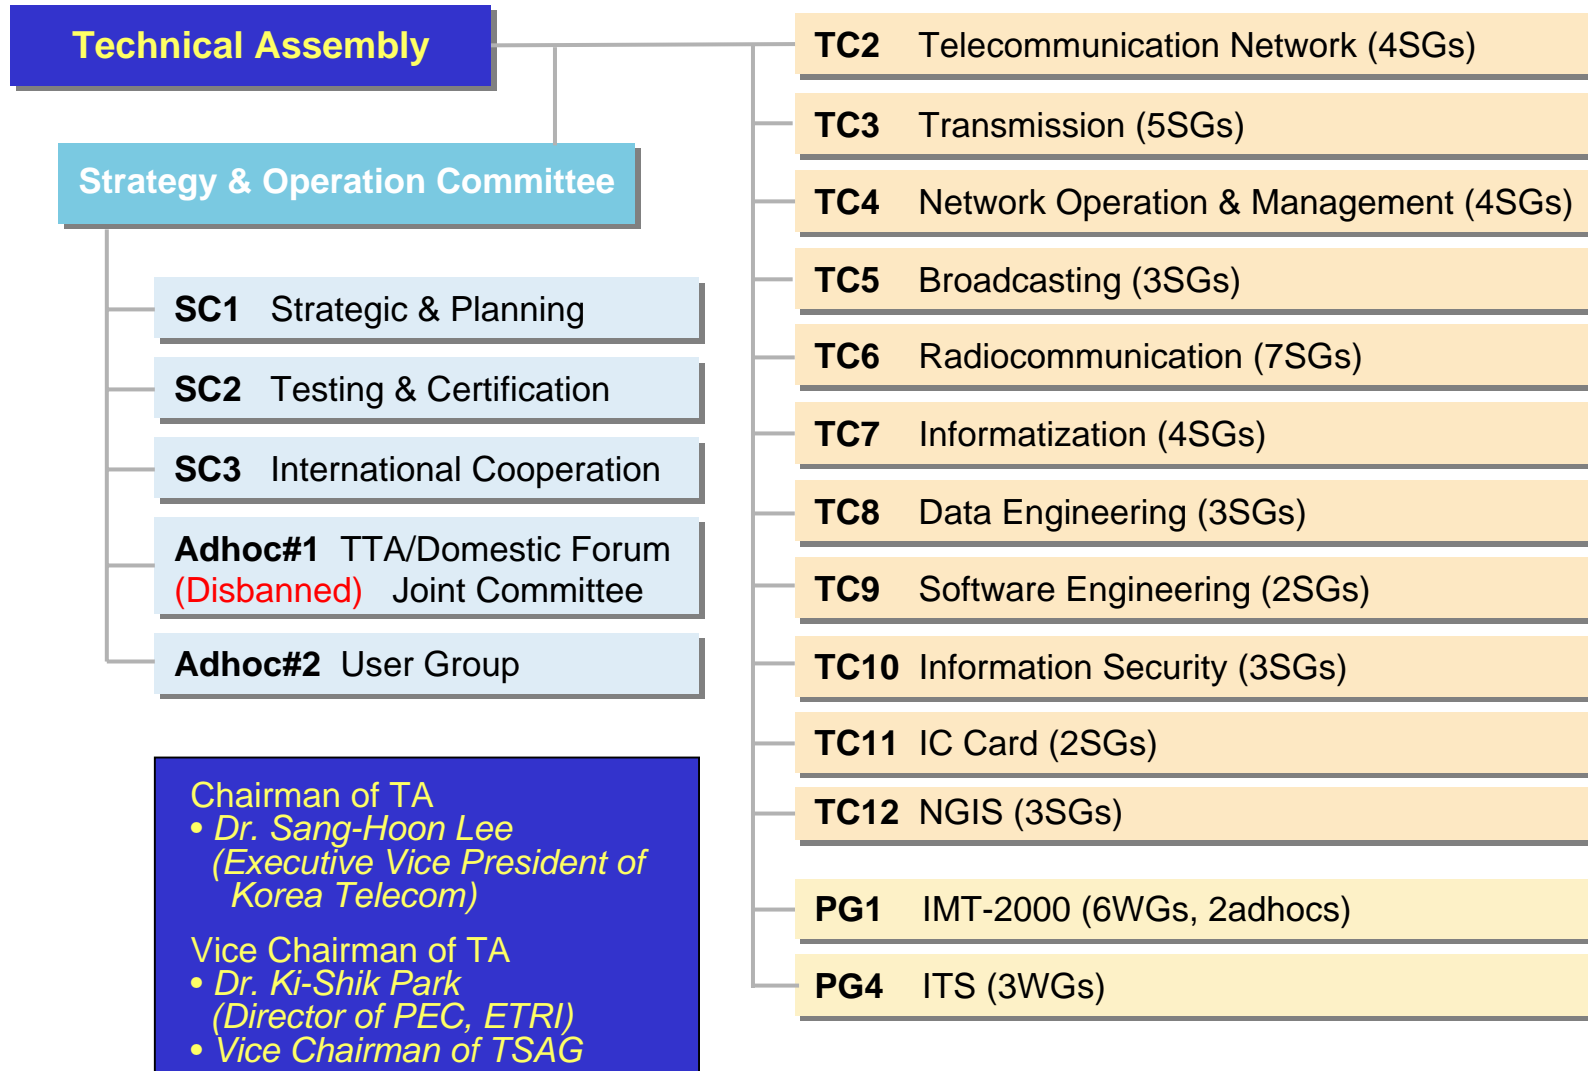 Technical Assembly
Strategy & Operation Committee
SC1 Strategic & Planning
SC2 Testing & Certification
SC3 International Cooperation
Adhoc#1 TTA/Domestic Forum
(Disbanned) Joint Committee
Adhoc#2 User Group
Chairman of TA
• Dr. Sang-Hoon Lee
(Executive Vice President of
Korea Telecom)
Vice Chairman of TA
• Dr. Ki-Shik Park
(Director of PEC, ETRI)
• Vice Chairman of TSAG
TC2 Telecommunication Network (4SGs)
TC3 Transmission (5SGs)
TC4 Network Operation & Management (4SGs)
TC5 Broadcasting (3SGs)
TC6 Radiocommunication (7SGs)
TC7 Informatization (4SGs)
TC8 Data Engineering (3SGs)
TC9 Software Engineering (2SGs)
TC10 Information Security (3SGs)
TC11 IC Card (2SGs)
TC12 NGIS (3SGs)
PG1 IMT-2000 (6WGs, 2adhocs)
PG4 ITS (3WGs)